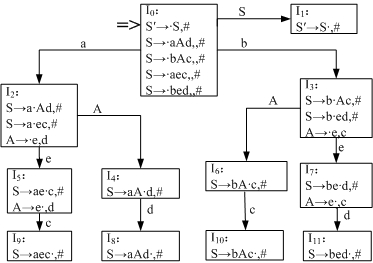 I₀:
S'→·S,#
S→·aAd,,#
S→·bAc,,#
S→·aec,,#
S→·bed,,#
=>
S
I₁:
S'→S·,#
a
b
I₂:
S→a·Ad,#
S→a·ec,#
A→·e,d
A
I₃:
S→b·Ac,#
S→b·ed,#
A→·e,c
A
e
e
I₅:
S→ae·c,#
A→e·,d
I₄:
S→aA·d,#
I₆:
S→bA·c,#
I₇:
S→be·d,#
A→e·,c
c
d
c
d
I₉:
S→aec·,#
I₈:
S→aAd·,#
I₁₀:
S→bAc·,#
I₁₁:
S→bed·,#